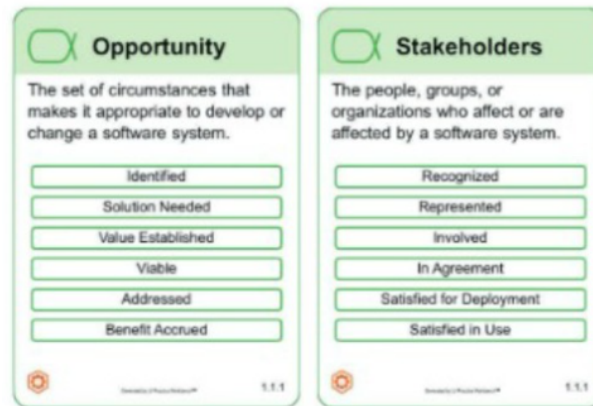 Opportunity
The set of circumstances that
makes it appropriate to develop or
change a software system.
Identified
Solution Needed
Value Established
Viable
Addressed
Benefit Accrued
1.1.1
Stakeholders
The people, groups, or
organizations who affect or are
affected by a software system.
Recognized
Represented
Involved
In Agreement
Satisfied for Deployment
Satisfied in Use
1.1.1